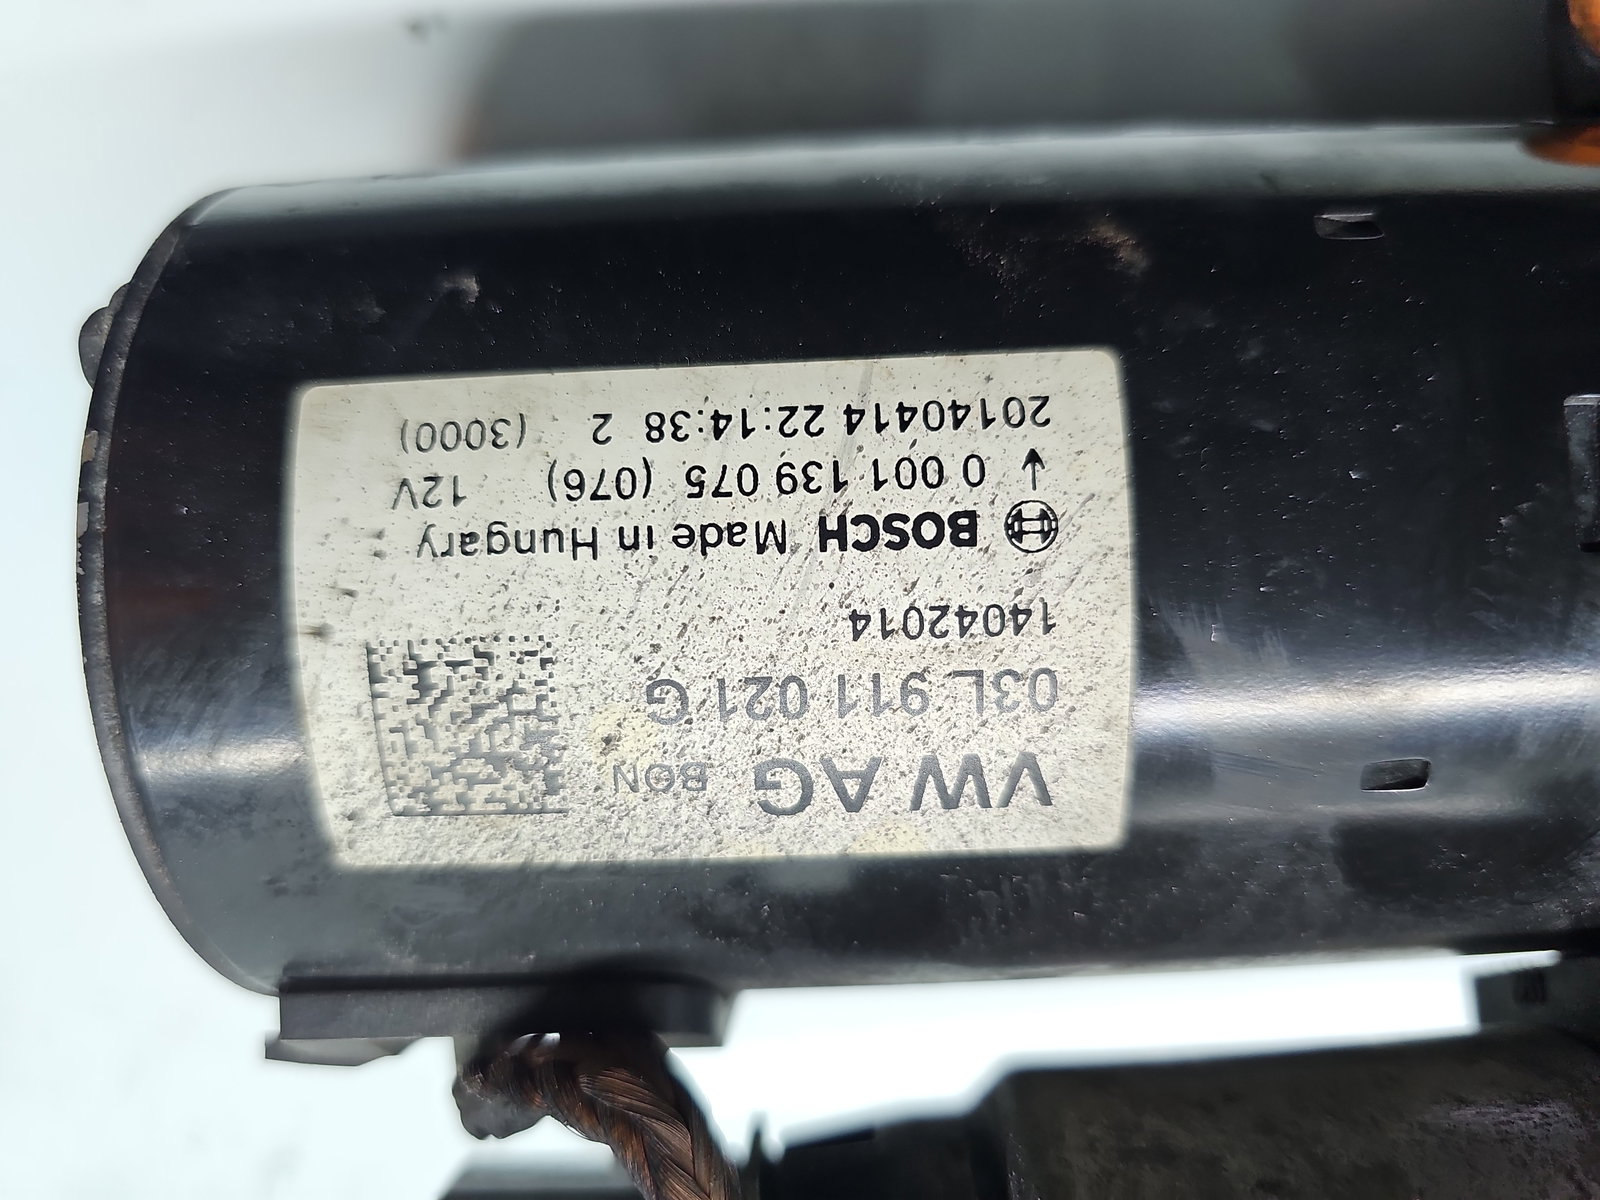 VW AG BON
03L 911 021 G
14042014
BOSCH Made in Hungary
0 001 139 075 (076) 12V
20140414 22:14:38 2 (3000)